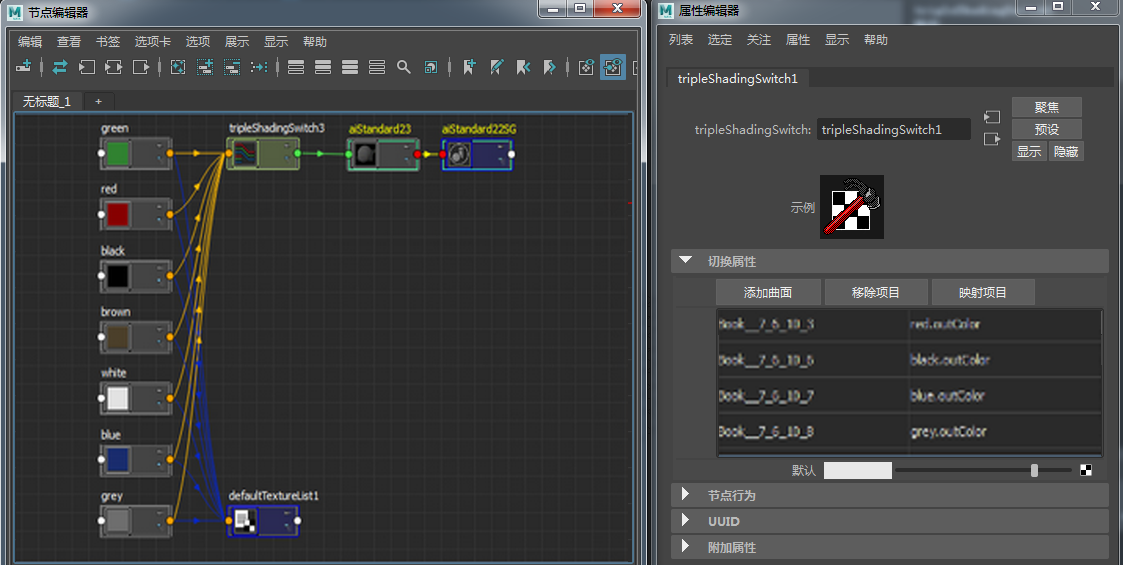 节点编辑器
编辑 查看 书签 选项卡 选项 展示 显示 帮助
无标题_1 +
green
red
black
brown
white
blue
grey
tripleShadingSwitch3
aiStandard23
aiStandard22SG
defaultTextureList1
属性编辑器
列表 选定 关注 属性 显示 帮助
tripleShadingSwitch1
tripleShadingSwitch: tripleShadingSwitch1
聚焦
预设
显示 隐藏
示例
切换属性
添加曲面 移除项目 映射项目
Book__7_6_10_3 red.outColor
Book__7_6_10_6 black.outColor
Book__7_6_10_7 blue.outColor
Book__7_6_10_8 grey.outColor
默认
节点行为
UUID
附加属性